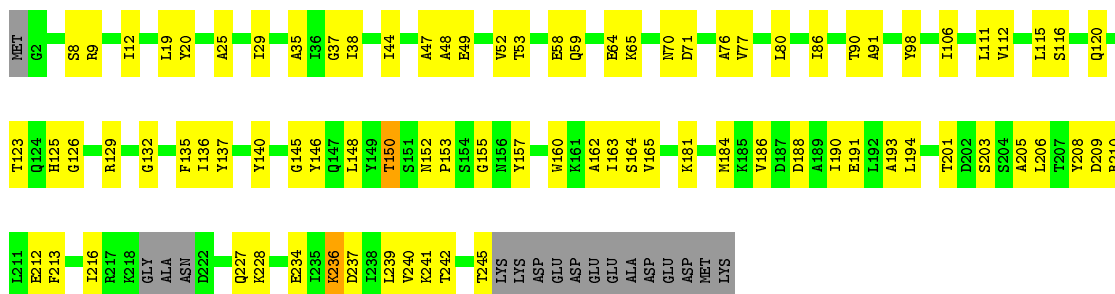 MET G2 S8 R9 I12 L19 Y20 A25 I29 A35 I36 G37 I38 I44 A47 A48 E49 V52 T53 E58 Q59 E64 K65 N70 D71 A76 V77 L80 I86 T90 A91 Y98 I106 L111 V112 L115 S116 Q120
T123 Q124 H125 G126 R129 G132 F135 I136 Y137 Y140 G145 Y146 Q147 L148 Y149 T150 S151 N152 P153 S154 G155 N156 Y157 W160 K161 A162 I163 S164 V165 K181 M184 K185 V186 D187 D188 A189 I190 E191 L192 A193 L194 T201 D202 S203 S204 A205 L206 T207 Y208 D209
L211 E212 F213 I216 R217 K218 GLY ALA ASN D222 Q227 K228 E234 I235 K236 D237 I238 L239 V240 K241 T242 T245 LYS LYS ASP GLU ASP GLU GLU ALA ASP GLU ASP MET LYS